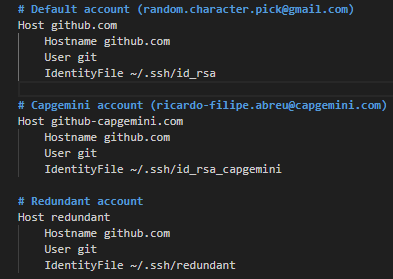 # Default account (random.character.pick@gmail.com)
Host github.com
Hostname github.com
User git
IdentityFile ~/.ssh/id_rsa
# Capgemini account (ricardo-filipe.abreu@capgemini.com)
Host github-capgemini.com
Hostname github.com
User git
IdentityFile ~/.ssh/id_rsa_capgemini
# Redundant account
Host redundant
Hostname github.com
User git
IdentityFile ~/.ssh/redundant